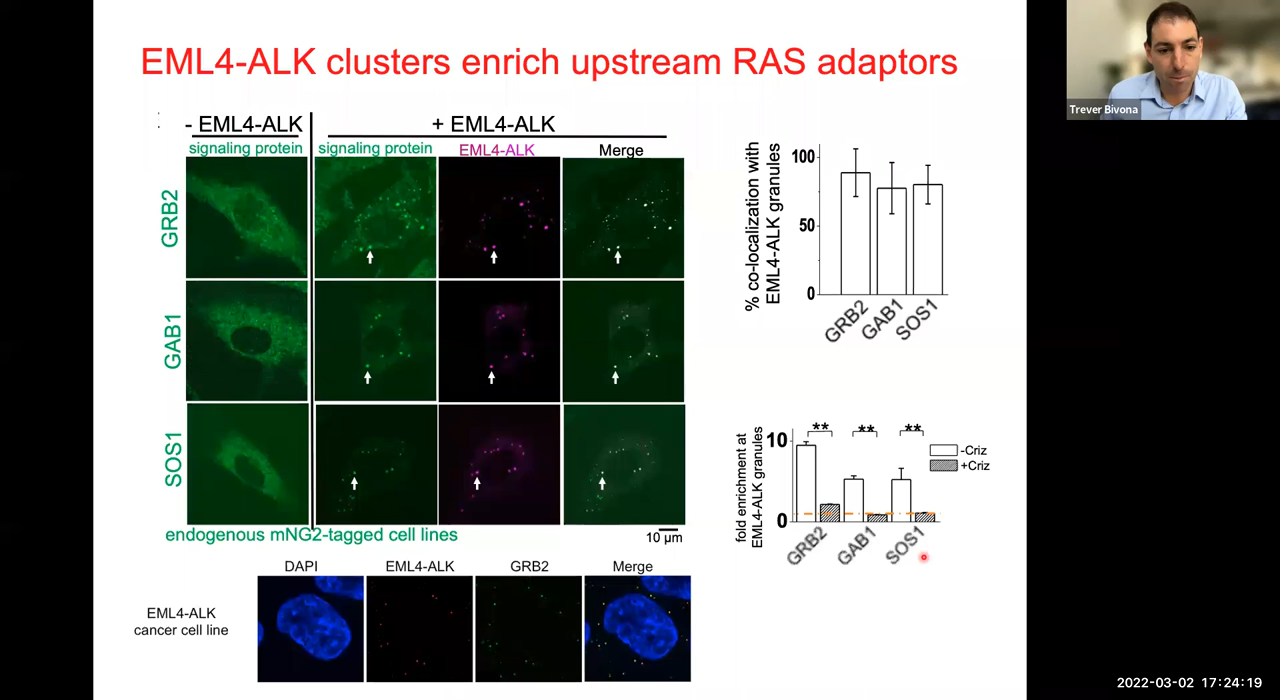 EML4-ALK clusters enrich upstream RAS adaptors
Trever Bivona
- EML4-ALK
+ EML4-ALK
signaling protein
signaling protein
EML4-ALK
Merge
GRB2
GAB1
SOS1
endogenous mNG2-tagged cell lines
10 µm
DAPI
EML4-ALK
GRB2
Merge
EML4-ALK
cancer cell line
% co-localization with
EML4-ALK granules
100
50
0
GRB2
GAB1
SOS1
fold enrichment at
EML4-ALK granules
10
0
**
**
**
-Criz
+Criz
GRB2
GAB1
SOS1
2022-03-02 17:24:19